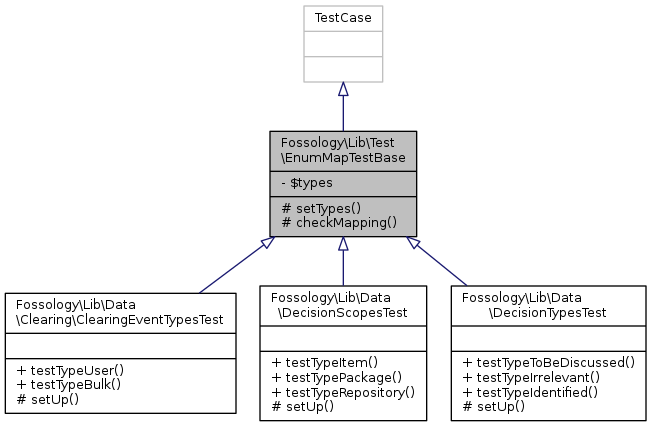 TestCase
Fossology\Lib\Test
\EnumMapTestBase
- $types
# setTypes()
# checkMapping()
Fossology\Lib\Data
\Clearing\ClearingEventTypesTest
+ testTypeUser()
+ testTypeBulk()
# setUp()
Fossology\Lib\Data
\DecisionScopesTest
+ testTypeItem()
+ testTypePackage()
+ testTypeRepository()
# setUp()
Fossology\Lib\Data
\DecisionTypesTest
+ testTypeToBeDiscussed()
+ testTypeIrrelevant()
+ testTypeIdentified()
# setUp()